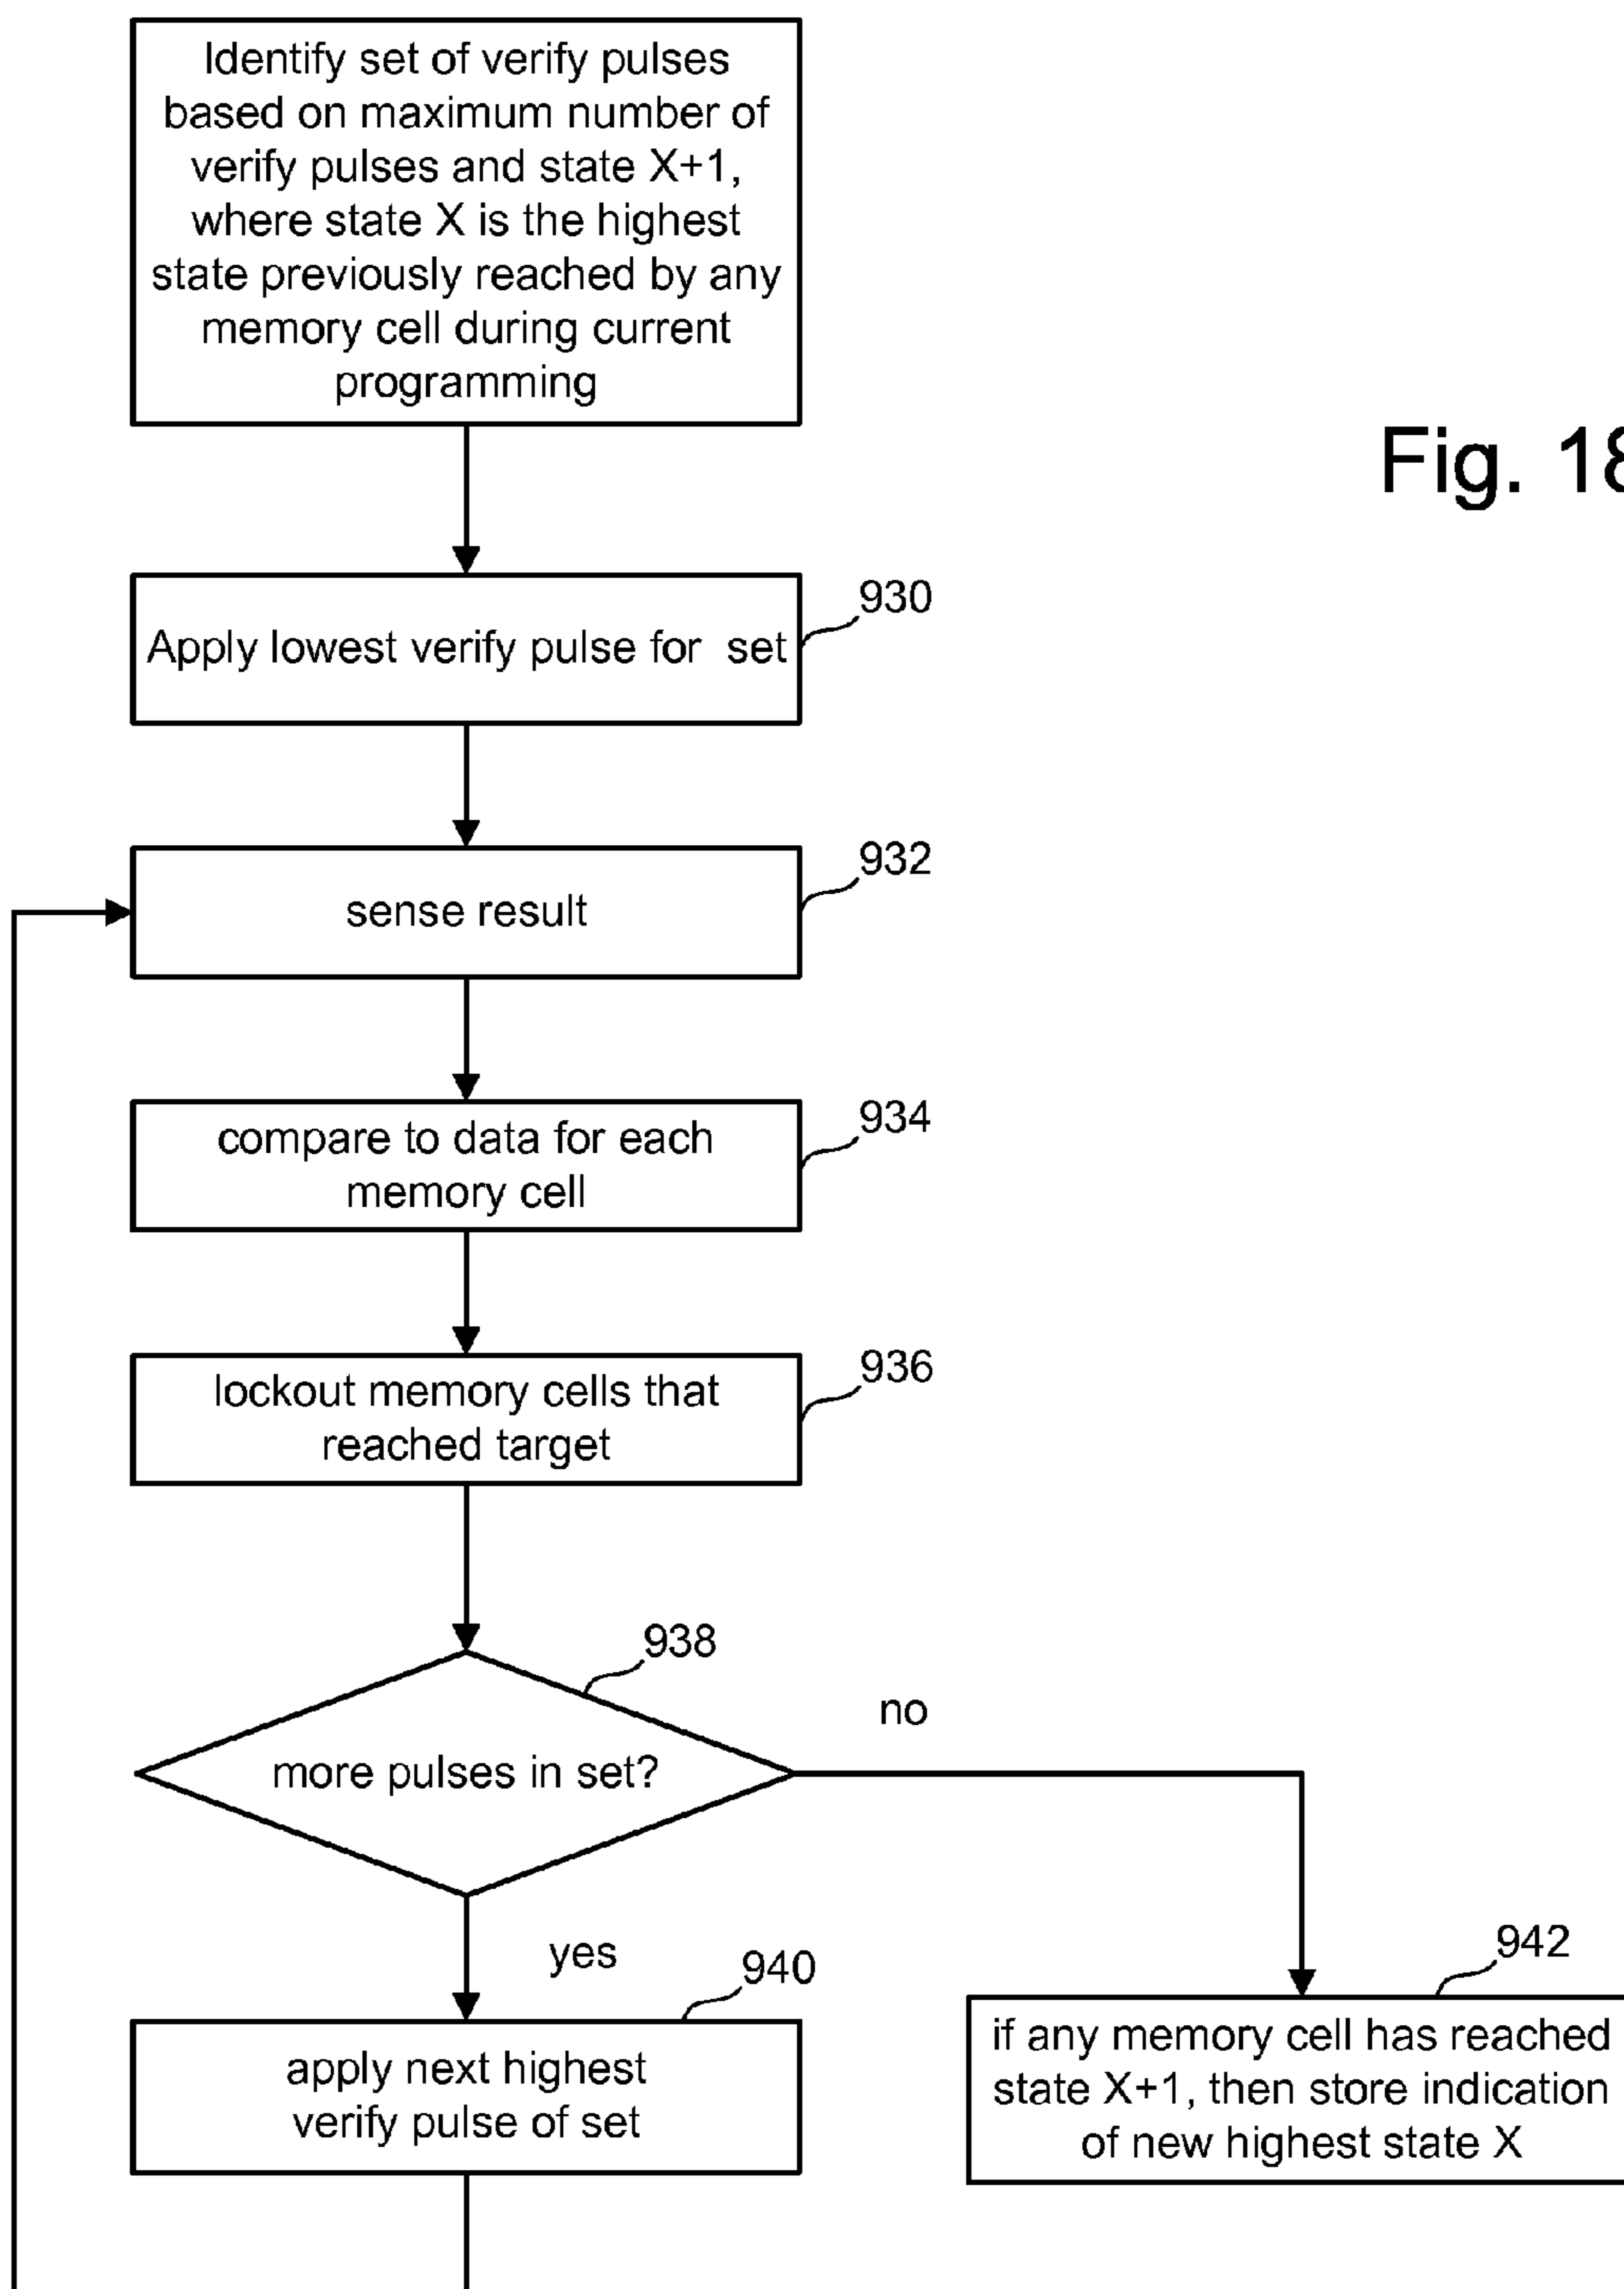 Identify set of verify pulses
based on maximum number of
verify pulses and state X+1,
where state X is the highest
state previously reached by any
memory cell during current
programming
Fig. 18
930
Apply lowest verify pulse for set
932
sense result
934
compare to data for each
memory cell
936
lockout memory cells that
reached target
938
no
more pulses in set?
yes
940
942
apply next highest
verify pulse of set
if any memory cell has reached
state X+1, then store indication
of new highest state X